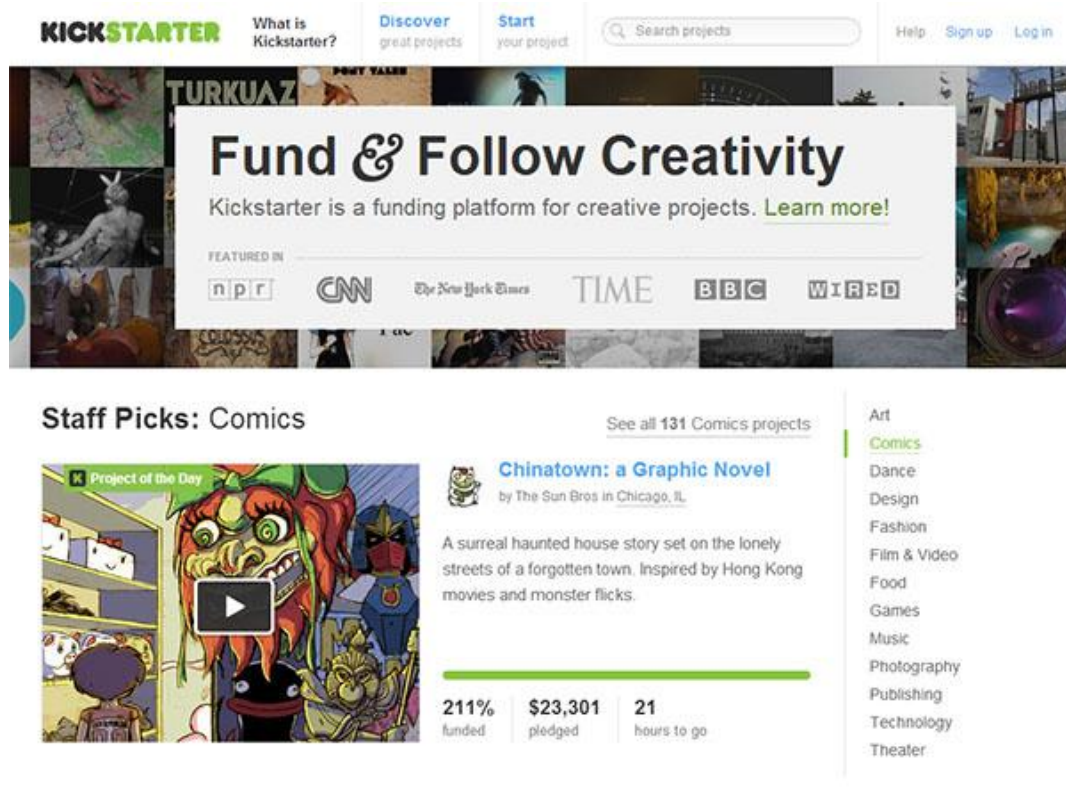 KICKSTARTER
What is
Kickstarter?
Discover
great projects
Start
your project
Search projects
Help
Sign up
Log in
PONY TALES
TURKUAZ
Fund & Follow Creativity
Kickstarter is a funding platform for creative projects. Learn more!
FEATURED IN
npr
CNN
The New York Times
TIME
BBC
WIRED
COLOSSUS
Staff Picks: Comics
See all 131 Comics projects
K Project of the Day
Chinatown: a Graphic Novel
by The Sun Bros in Chicago, IL
A surreal haunted house story set on the lonely
streets of a forgotten town. Inspired by Hong Kong
movies and monster flicks.
211%
funded
$23,301
pledged
21
hours to go
Art
Comics
Dance
Design
Fashion
Film & Video
Food
Games
Music
Photography
Publishing
Technology
Theater